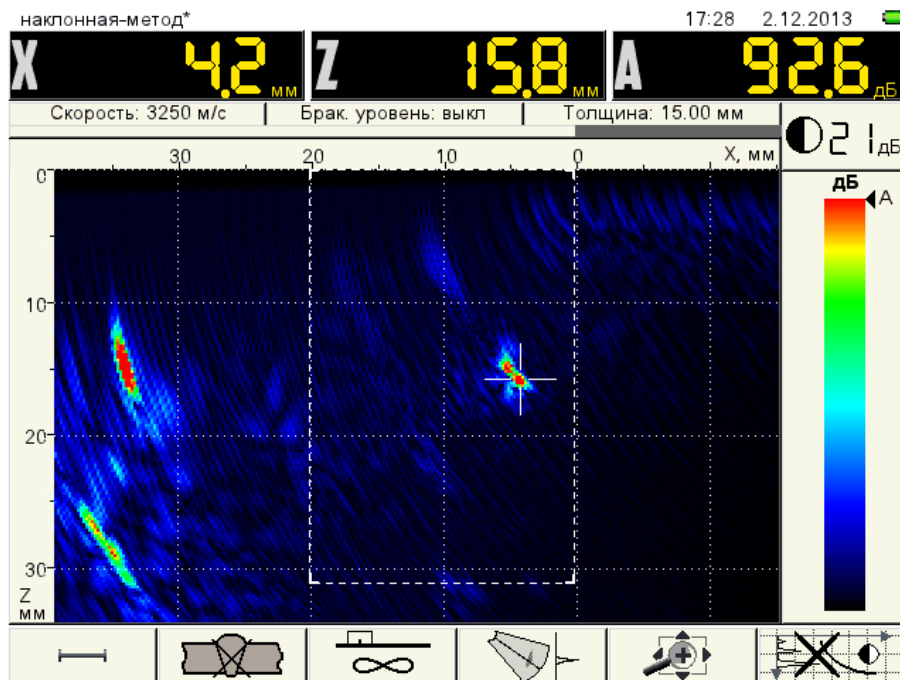 наклонная-метод* 17:28 2.12.2013
X 4.2 мм Z 15.8 мм A 92.6 дБ
Скорость: 3250 м/с Брак. уровень: выкл Толщина: 15.00 мм
21 дБ
30 20 10 0 X, мм
0
10
20
30
Z
мм
дБ
A